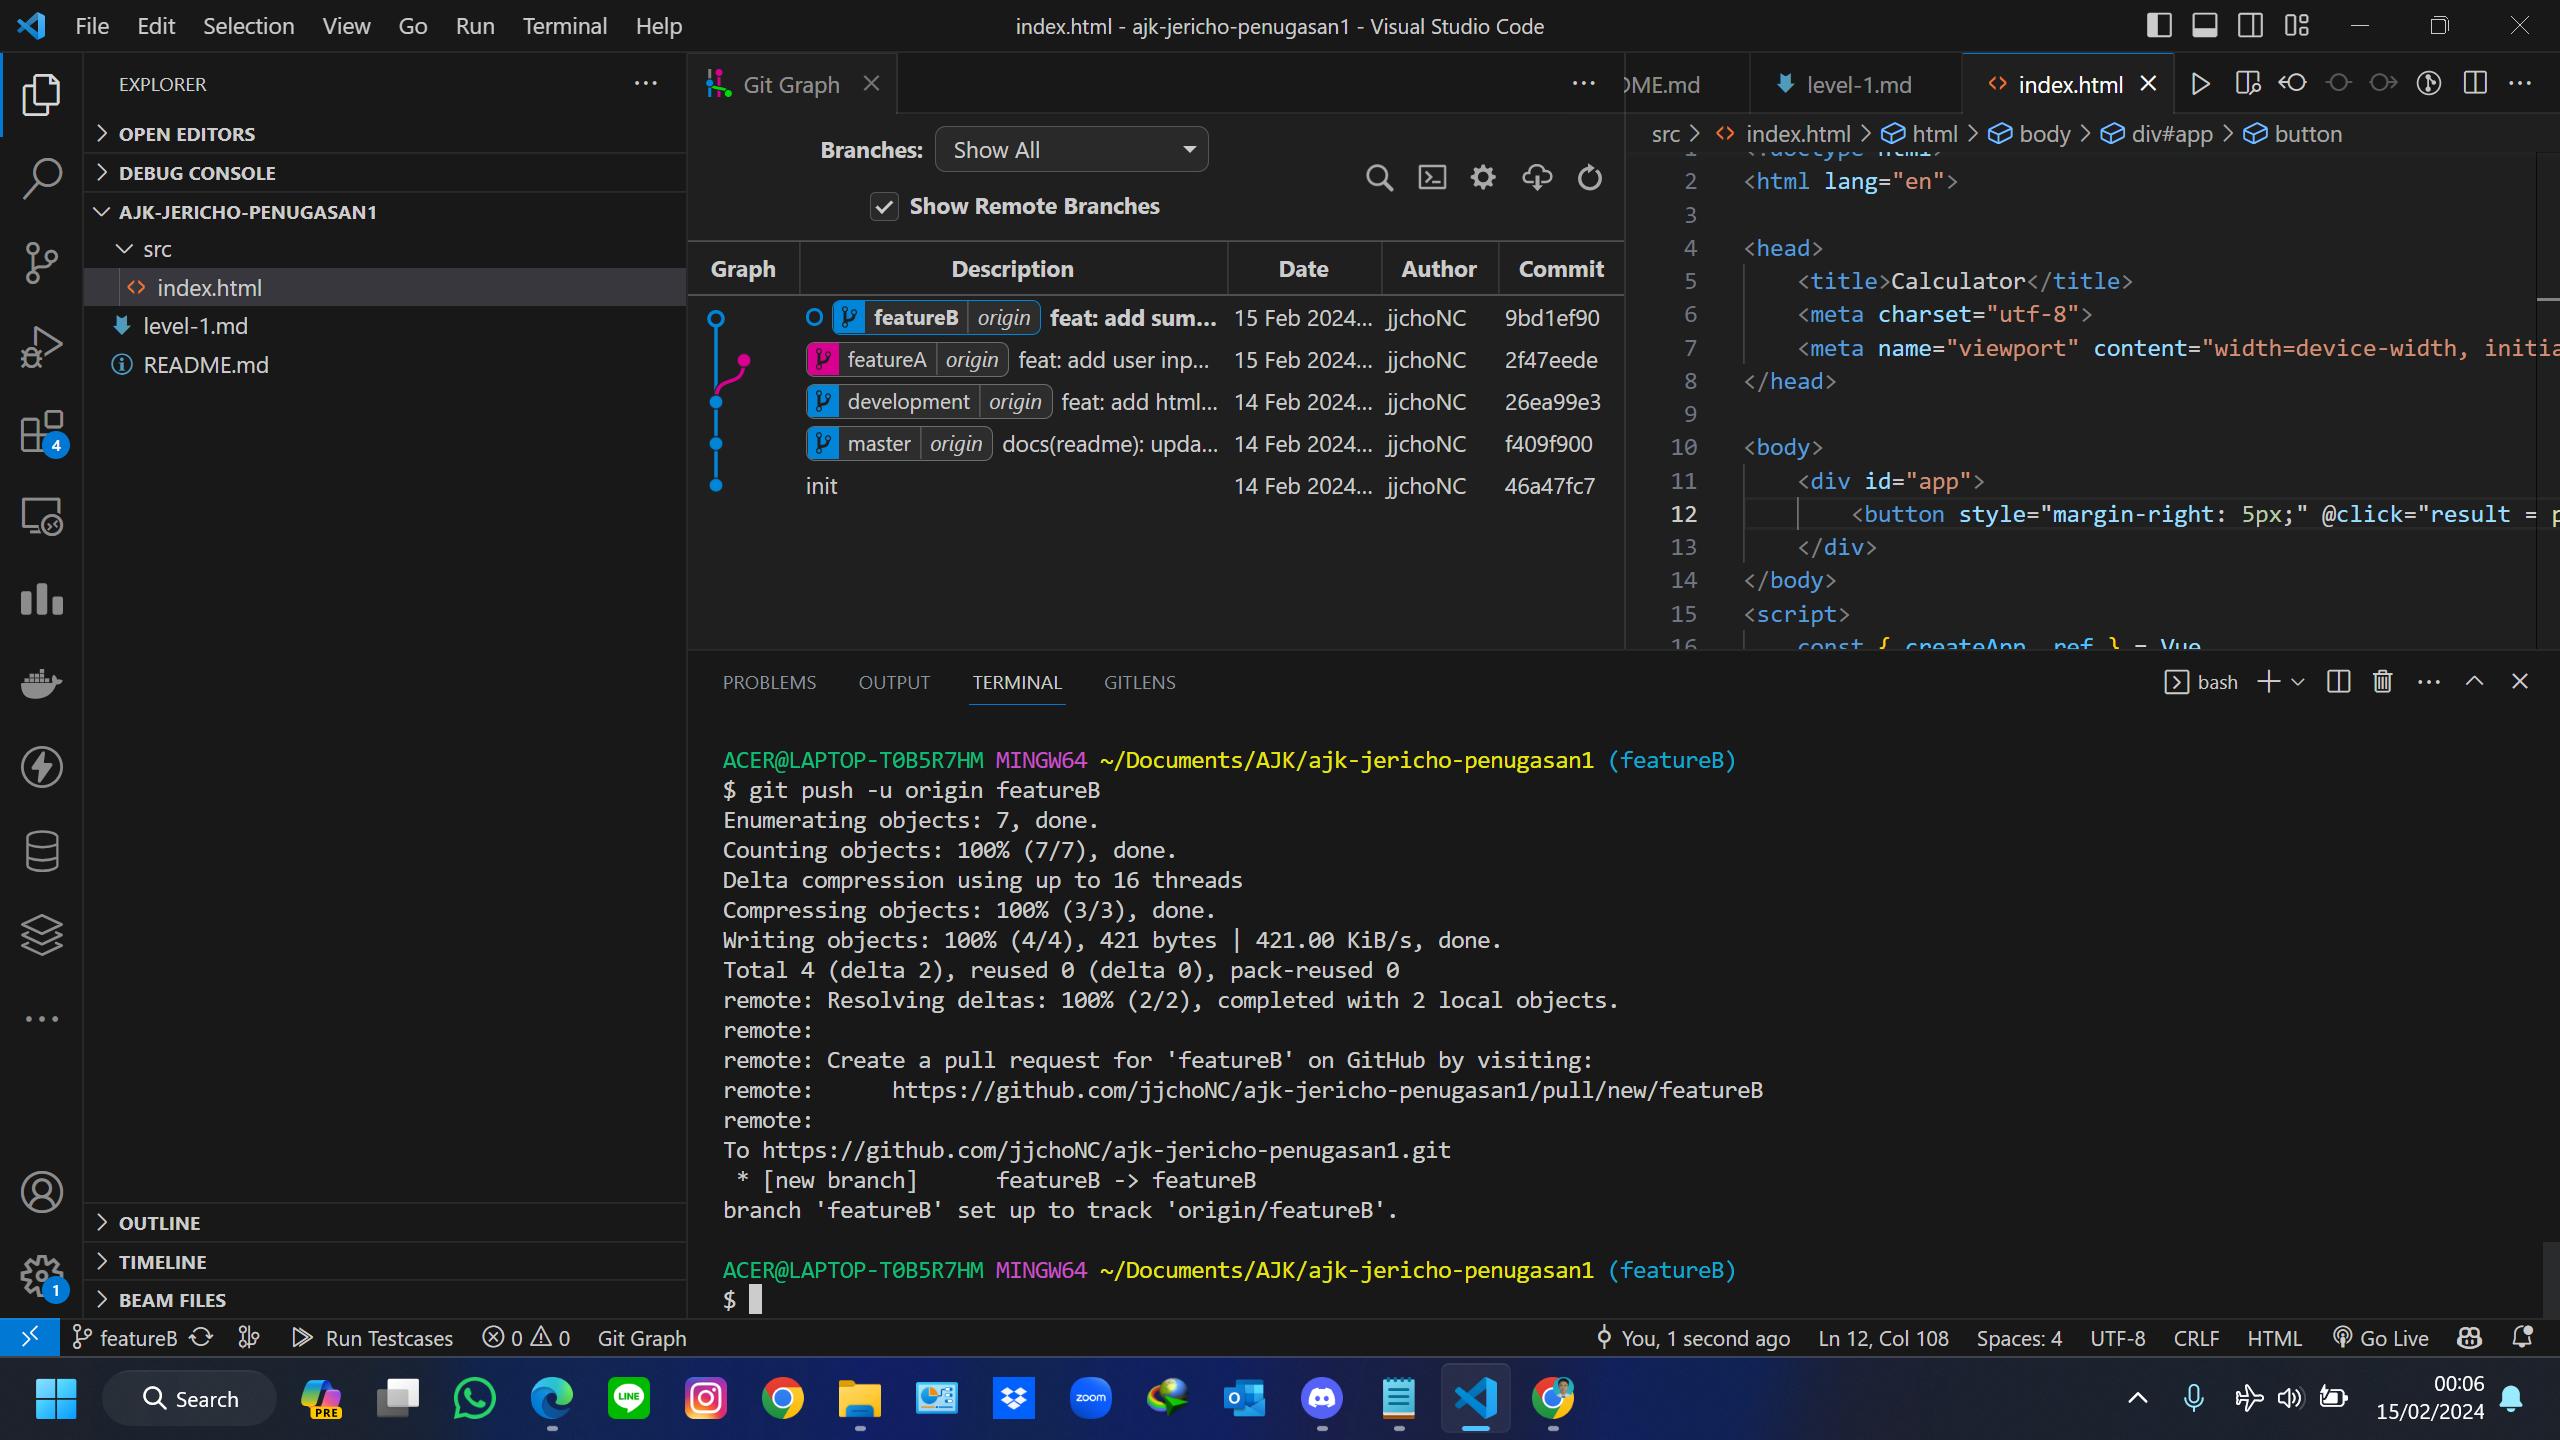 File Edit Selection View Go Run Terminal Help
index.html - ajk-jericho-penugasan1 - Visual Studio Code
EXPLORER
OPEN EDITORS
DEBUG CONSOLE
AJK-JERICHO-PENUGASAN1
src
index.html
level-1.md
README.md
OUTLINE
TIMELINE
BEAM FILES
4
1
Git Graph
Branches: Show All
Show Remote Branches
Graph Description Date Author Commit
featureB origin feat: add sum... 15 Feb 2024... jjchoNC 9bd1ef90
featureA origin feat: add user inp... 15 Feb 2024... jjchoNC 2f47eede
development origin feat: add html... 14 Feb 2024... jjchoNC 26ea99e3
master origin docs(readme): upda... 14 Feb 2024... jjchoNC f409f900
init 14 Feb 2024... jjchoNC 46a47fc7
level-1.md index.html
src > index.html > html > body > div#app > button
1 <!doctype html>
2 <html lang="en">
3
4 <head>
5 <title>Calculator</title>
6 <meta charset="utf-8">
7 <meta name="viewport" content="width=device-width, initia
8 </head>
9
10 <body>
11 <div id="app">
12 <button style="margin-right: 5px;" @click="result = p
13 </div>
14 </body>
15 <script>
16 const { createApp, ref } = Vue
PROBLEMS OUTPUT TERMINAL GITLENS
bash
ACER@LAPTOP-T0B5R7HM MINGW64 ~/Documents/AJK/ajk-jericho-penugasan1 (featureB)
$ git push -u origin featureB
Enumerating objects: 7, done.
Counting objects: 100% (7/7), done.
Delta compression using up to 16 threads
Compressing objects: 100% (3/3), done.
Writing objects: 100% (4/4), 421 bytes | 421.00 KiB/s, done.
Total 4 (delta 2), reused 0 (delta 0), pack-reused 0
remote: Resolving deltas: 100% (2/2), completed with 2 local objects.
remote:
remote: Create a pull request for 'featureB' on GitHub by visiting:
remote:      https://github.com/jjchoNC/ajk-jericho-penugasan1/pull/new/featureB
remote:
To https://github.com/jjchoNC/ajk-jericho-penugasan1.git
 * [new branch]      featureB -> featureB
branch 'featureB' set up to track 'origin/featureB'.
ACER@LAPTOP-T0B5R7HM MINGW64 ~/Documents/AJK/ajk-jericho-penugasan1 (featureB)
$
featureB Run Testcases 0 0 Git Graph
You, 1 second ago Ln 12, Col 108 Spaces: 4 UTF-8 CRLF HTML Go Live
Search
PRE
LINE
zoom
00:06
15/02/2024